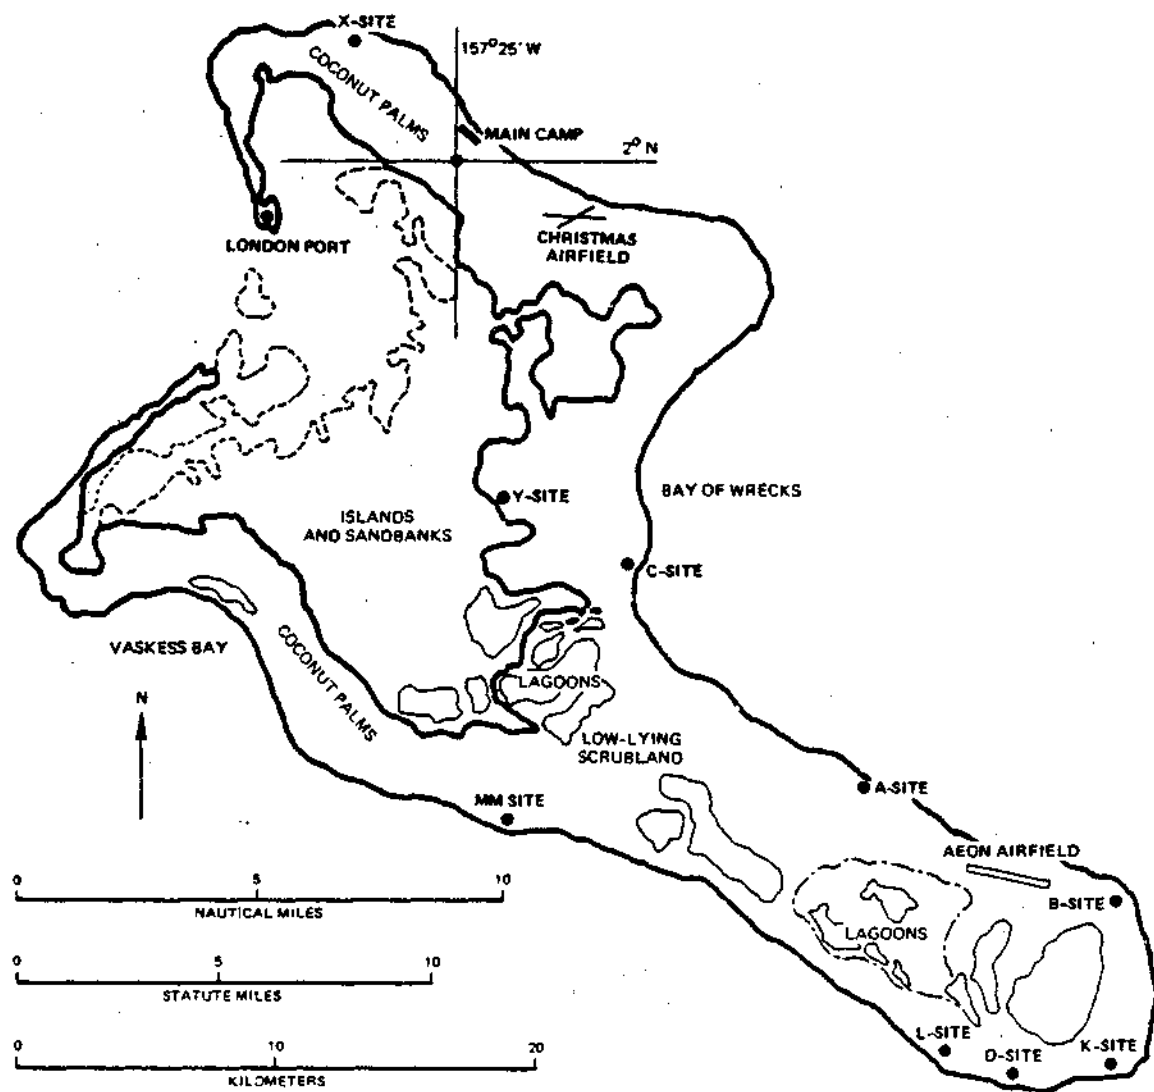 X-SITE
COCONUT PALMS
157°25' W
MAIN CAMP
2° N
LONDON PORT
CHRISTMAS
AIRFIELD
Y-SITE
BAY OF WRECKS
ISLANDS
AND SANDBANKS
C-SITE
VASKESS BAY
COCONUT PALMS
LAGOONS
N
LOW-LYING
SCRUBLAND
MM SITE
A-SITE
AEON AIRFIELD
B-SITE
0 5 10
NAUTICAL MILES
LAGOONS
0 5 10
STATUTE MILES
L-SITE
D-SITE
K-SITE
0 10 20
KILOMETERS